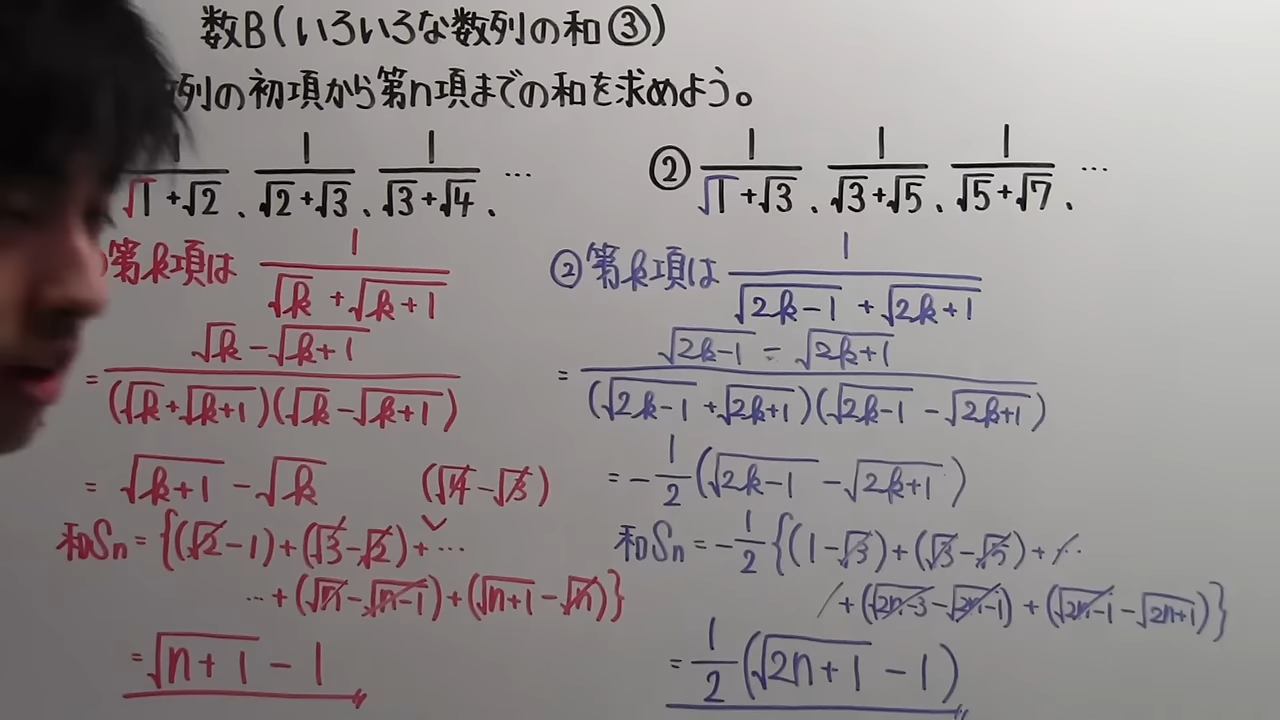 数B(いろいろな数列の和③)
列の初項から第n項までの和を求めよう。
1/(√1+√2)、1/(√2+√3)、1/(√3+√4)、…
② 1/(√1+√3)、1/(√3+√5)、1/(√5+√7)、…
第k項は 1/(√k+√(k+1))
= (√k-√(k+1))/((√k+√(k+1))(√k-√(k+1)))
= √(k+1)-√k (√4-√3)
和Sn={(√2-1)+(√3-√2)+…
…+(√n-√(n-1))+(√(n+1)-√n)}
=√(n+1)-1
②第k項は 1/(√(2k-1)+√(2k+1))
= (√(2k-1)-√(2k+1))/((√(2k-1)+√(2k+1))(√(2k-1)-√(2k+1)))
=-1/2(√(2k-1)-√(2k+1))
和Sn=-1/2{(1-√3)+(√3-√5)+…
+(√(2n-3)-√(2n-1))+(√(2n-1)-√(2n+1))}
=1/2(√(2n+1)-1)